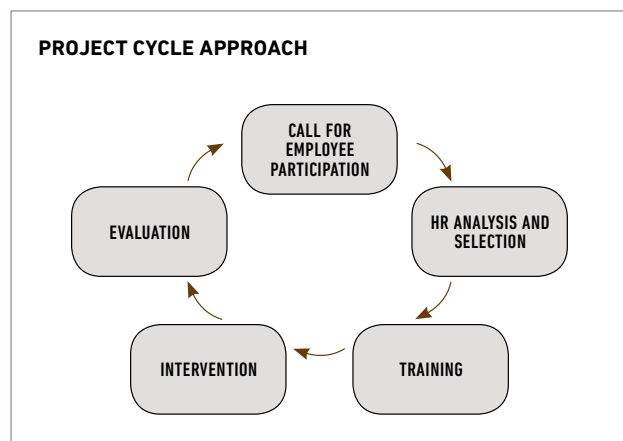 PROJECT CYCLE APPROACH
CALL FOR
EMPLOYEE
PARTICIPATION
HR ANALYSIS AND
SELECTION
TRAINING
INTERVENTION
EVALUATION